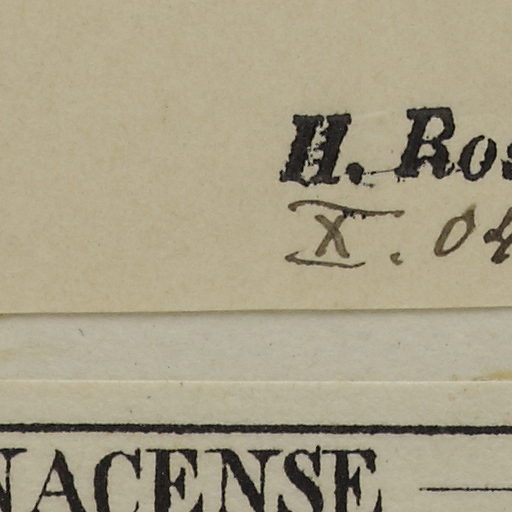 H. Ros
X. 04
NACENSE